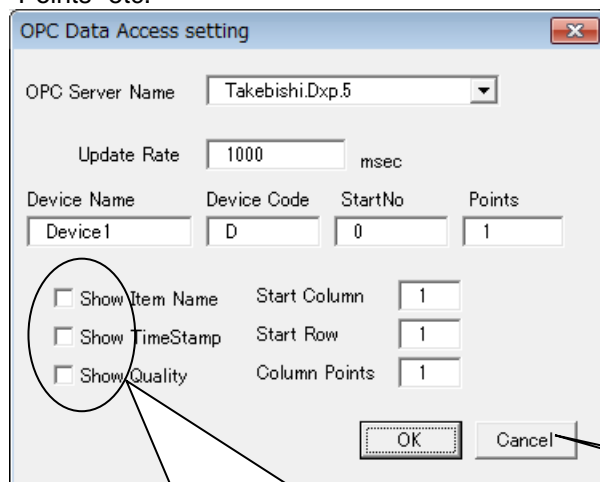 Points" etc.
OPC Data Access setting
OPC Server Name Takebishi.Dxp.5
Update Rate 1000 msec
Device Name Device Code StartNo Points
Device1 D 0 1
Show Item Name Start Column 1
Show TimeStamp Start Row 1
Show Quality Column Points 1
OK Cancel